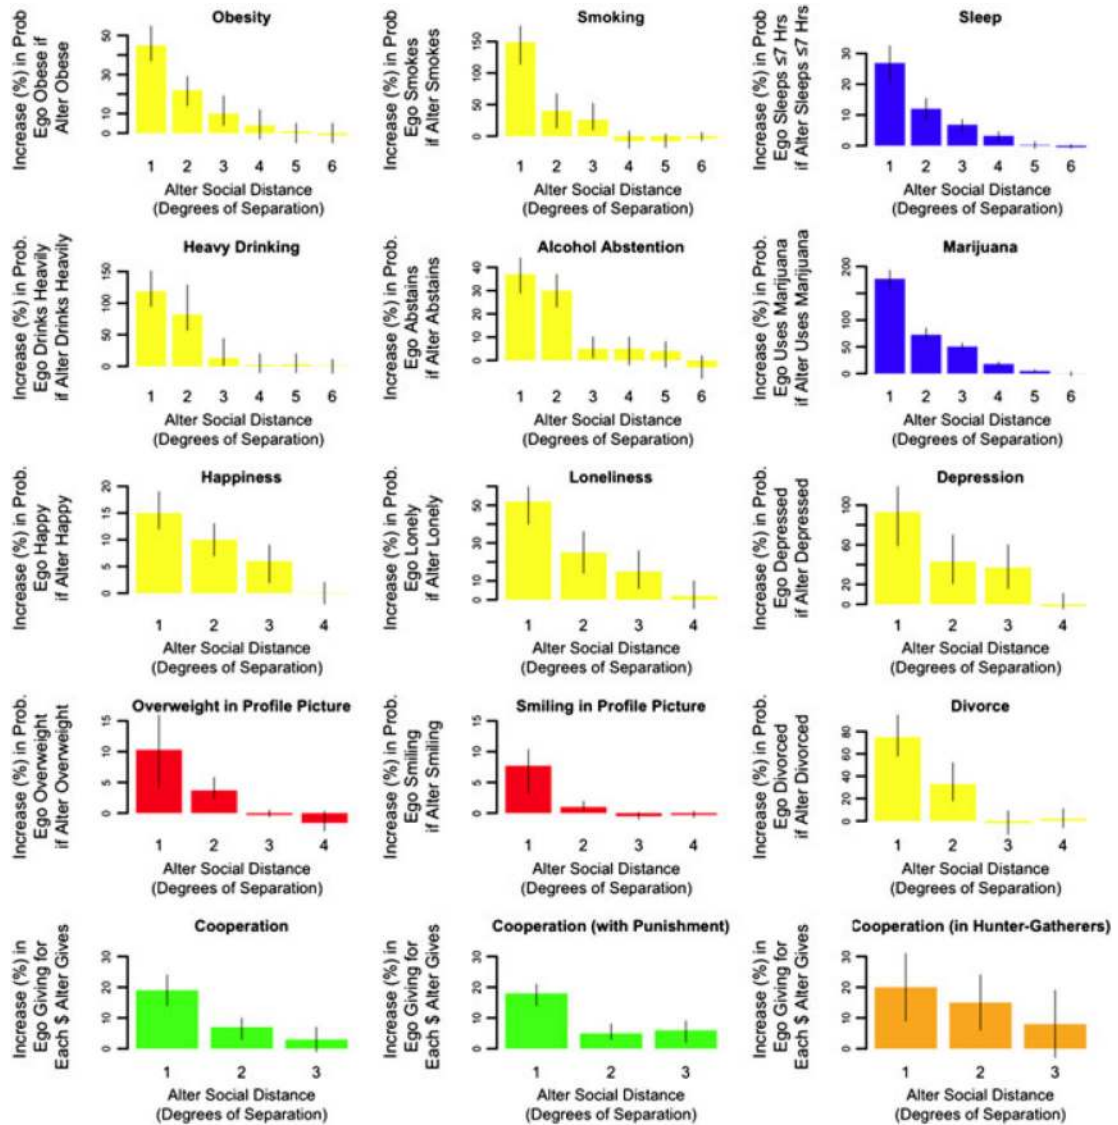 Obesity
Increase (%) in Prob
Ego Obese if
Alter Obese
0
10
30
50
1 2 3 4 5 6
Alter Social Distance
(Degrees of Separation)
Smoking
Increase (%) in Prob
Ego Smokes
if Alter Smokes
0
50
100
150
1 2 3 4 5 6
Alter Social Distance
(Degrees of Separation)
Sleep
Increase (%) in Prob
Ego Sleeps ≤7 Hrs
if Alter Sleeps ≤7 Hrs
0
10
20
30
1 2 3 4 5 6
Alter Social Distance
(Degrees of Separation)
Heavy Drinking
Increase (%) in Prob.
Ego Drinks Heavily
if Alter Drinks Heavily
0
50
100
150
1 2 3 4 5 6
Alter Social Distance
(Degrees of Separation)
Alcohol Abstention
Increase (%) in Prob.
Ego Abstains
if Alter Abstains
0
10
20
30
40
1 2 3 4 5 6
Alter Social Distance
(Degrees of Separation)
Marijuana
Increase (%) in Prob.
Ego Uses Marijuana
if Alter Uses Marijuana
0
50
100
200
1 2 3 4 5 6
Alter Social Distance
(Degrees of Separation)
Happiness
Increase (%) in Prob.
Ego Happy
if Alter Happy
0
5
10
15
20
1 2 3 4
Alter Social Distance
(Degrees of Separation)
Loneliness
Increase (%) in Prob.
Ego Lonely
if Alter Lonely
0
10
30
50
1 2 3 4
Alter Social Distance
(Degrees of Separation)
Depression
Increase (%) in Prob.
Ego Depressed
if Alter Depressed
0
20
60
100
1 2 3 4
Alter Social Distance
(Degrees of Separation)
Overweight in Profile Picture
Increase (%) in Prob.
Ego Overweight
if Alter Overweight
0
5
10
15
1 2 3 4
Alter Social Distance
(Degrees of Separation)
Smiling in Profile Picture
Increase (%) in Prob.
Ego Smiling
if Alter Smiling
0
5
10
15
1 2 3 4
Alter Social Distance
(Degrees of Separation)
Divorce
Increase (%) in Prob.
Ego Divorced
if Alter Divorced
0
20
40
60
80
1 2 3 4
Alter Social Distance
(Degrees of Separation)
Cooperation
Increase (%) in
Ego Giving for
Each $ Alter Gives
0
10
20
30
1 2 3
Alter Social Distance
(Degrees of Separation)
Cooperation (with Punishment)
Increase (%) in
Ego Giving for
Each $ Alter Gives
0
10
20
30
1 2 3
Alter Social Distance
(Degrees of Separation)
Cooperation (in Hunter-Gatherers)
Increase (%) in
Ego Giving for
Each $ Alter Gives
0
10
20
30
1 2 3
Alter Social Distance
(Degrees of Separation)